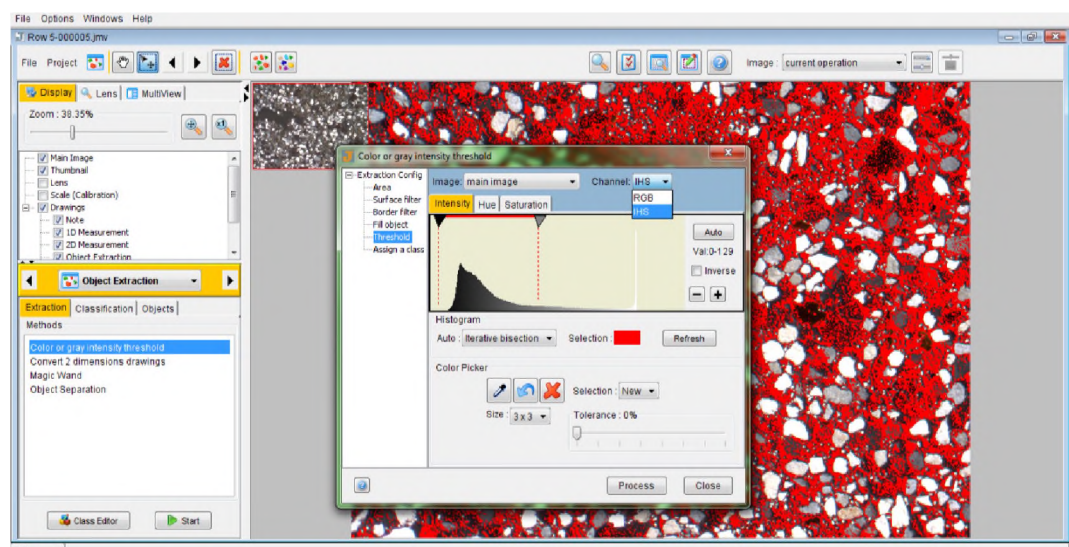 File Options Windows Help
Row 5-000005.jmv
File Project
Image : current operation
Display Lens MultiView
Zoom : 38.35%
x1
Main Image
Thumbnail
Lens
Scale (Calibration)
Drawings
Note
1D Measurement
2D Measurement
Object Extraction
Object Extraction
Extraction Classification Objects
Methods
Color or gray intensity threshold
Convert 2 dimensions drawings
Magic Wand
Object Separation
Class Editor Start
Color or gray intensity threshold
Extraction Config
Area
Surface filter
Border filter
Fill object
Threshold
Assign a class
Image: main image Channel: IHS
RGB
IHS
Intensity Hue Saturation
Auto
Val:0-129
Inverse
Histogram
Auto : Iterative bisection Selection : Refresh
Color Picker
Selection : New
Size : 3 x 3 Tolerance : 0%
Process Close